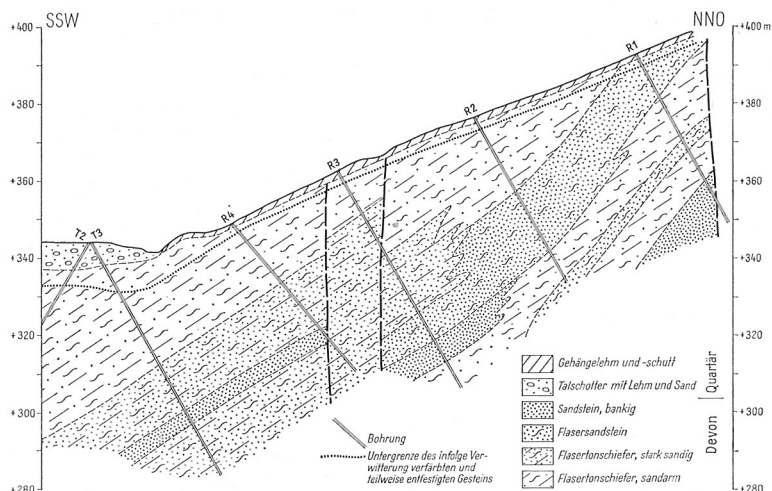 SSW
NNO
+400
+400 m
+380
+380
+360
+360
+340
+340
+320
+320
+300
+300
+280
+280
R1
R2
R3
R4
T2 T3
Bohrung
Untergrenze des infolge Ver-
witterung verfärbten und
teilweise entfestigten Gesteins
Gehängelehm und -schutt
Talschotter mit Lehm und Sand
Sandstein, bankig
Flasersandstein
Flasertonschiefer, stark sandig
Flasertonschiefer, sandarm
Quartär
Devon